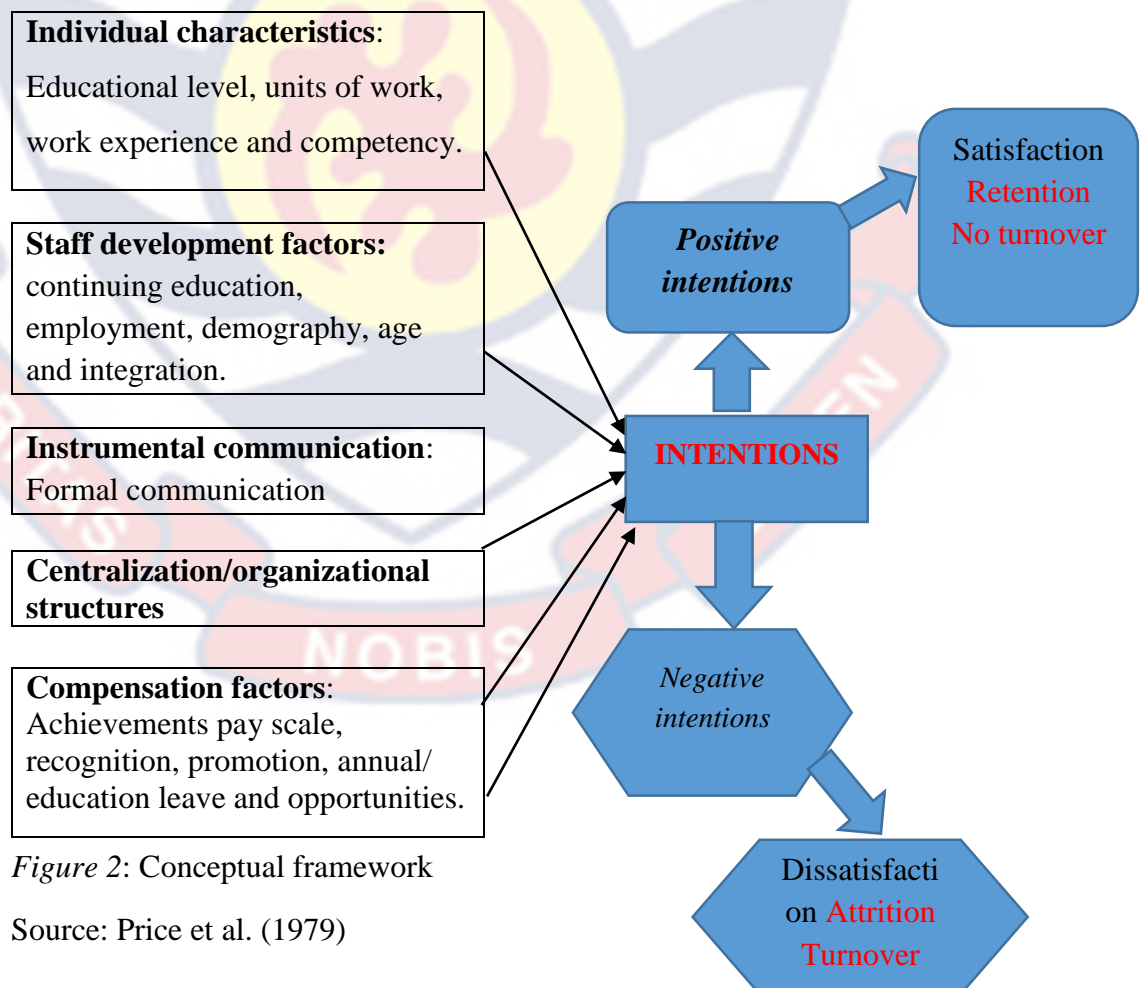 Individual characteristics:
Educational level, units of work,
work experience and competency.
Staff development factors:
continuing education,
employment, demography, age
and integration.
Instrumental communication:
Formal communication
Centralization/organizational
structures
Compensation factors:
Achievements pay scale,
recognition, promotion, annual/
education leave and opportunities.
INTENTIONS
Positive
intentions
Satisfaction
Retention
No turnover
Negative
intentions
Dissatisfacti
on Attrition
Turnover
NOBIS
Figure 2: Conceptual framework
Source: Price et al. (1979)